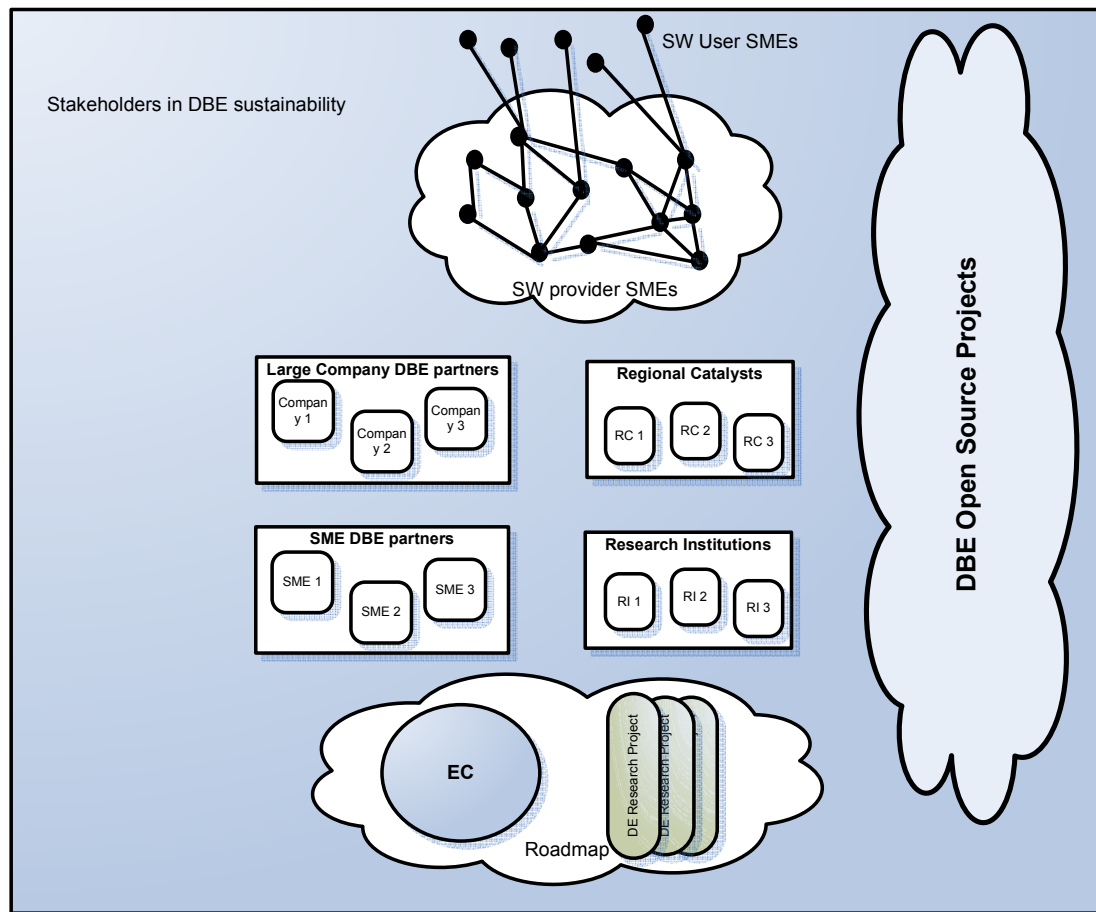 SW User SMEs
Stakeholders in DBE sustainability
SW provider SMEs
Large Company DBE partners
Compan
y 1
Compan
y 2
Compan
y 3
Regional Catalysts
RC 1
RC 2
RC 3
SME DBE partners
SME 1
SME 2
SME 3
Research Institutions
RI 1
RI 2
RI 3
EC
Roadmap
DE Research Project
DE Research Project
DBE Open Source Projects